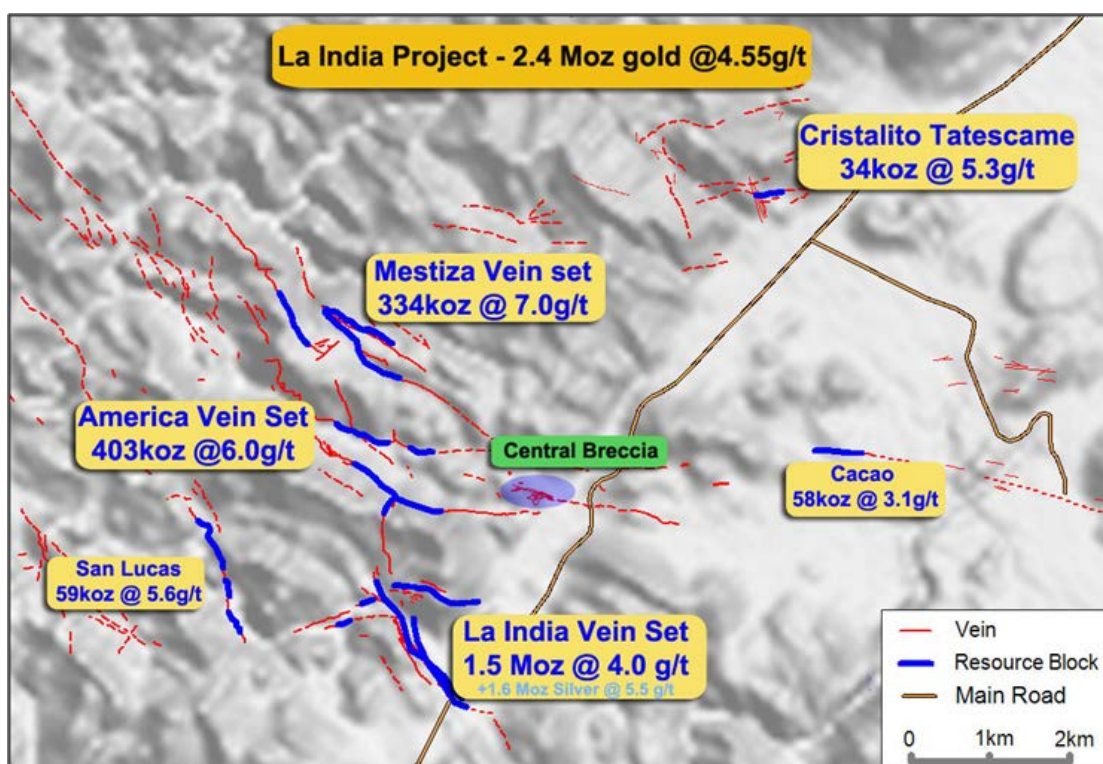 La India Project - 2.4 Moz gold @4.55g/t
Cristalito Tatescame
34koz @ 5.3g/t
Mestiza Vein set
334koz @ 7.0g/t
America Vein Set
403koz @6.0g/t
Central Breccia
Cacao
58koz @ 3.1g/t
San Lucas
59koz @ 5.6g/t
La India Vein Set
1.5 Moz @ 4.0 g/t
+1.6 Moz Silver @ 5.5 g/t
Vein
Resource Block
Main Road
0 1km 2km